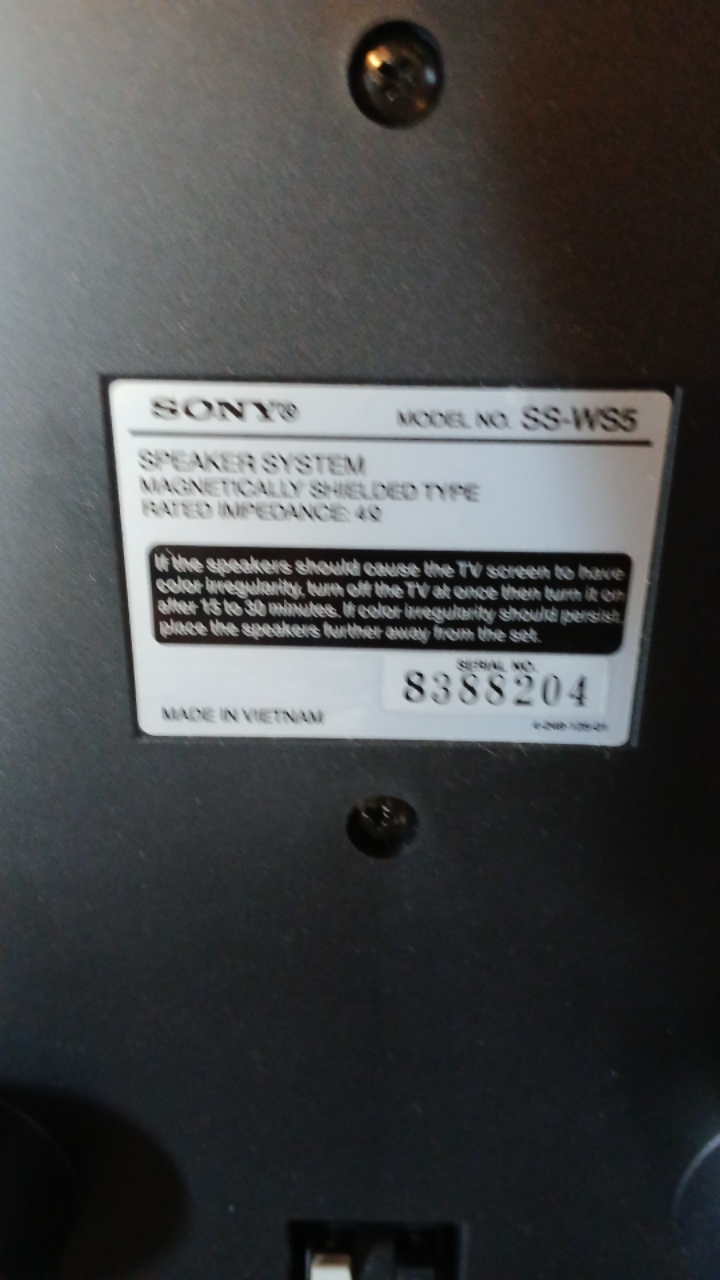 SONY®
MODEL NO. SS-WS5
SPEAKER SYSTEM
MAGNETICALLY SHIELDED TYPE
RATED IMPEDANCE: 4Ω
If the speakers should cause the TV screen to have
color irregularity, turn off the TV at once then turn it on
after 15 to 30 minutes. If color irregularity should persist,
place the speakers further away from the set.
SERIAL NO.
8388204
MADE IN VIETNAM